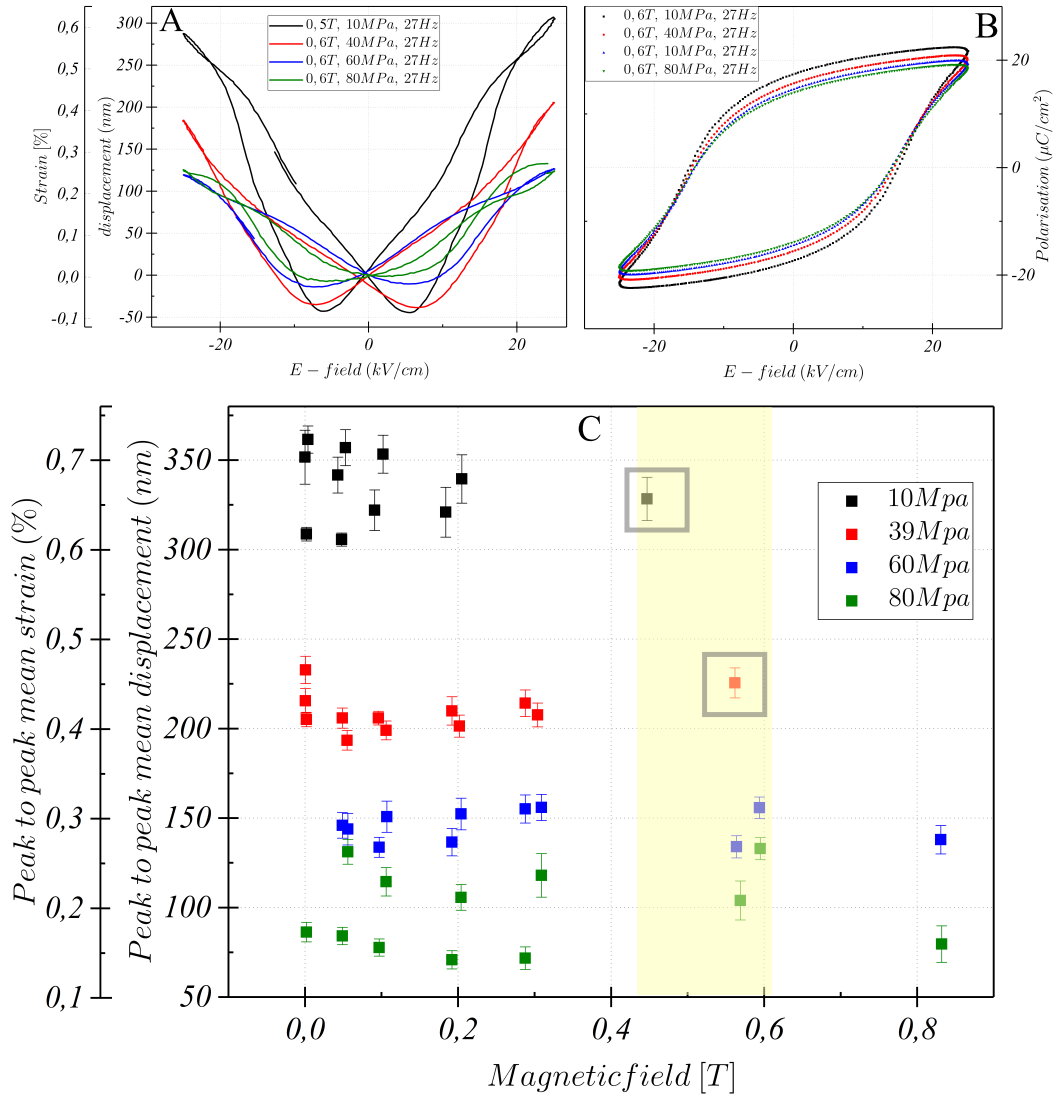 A
0,5T, 10MPa, 27Hz
0,6T, 40MPa, 27Hz
0,6T, 60MPa, 27Hz
0,6T, 80MPa, 27Hz
Strain [%]
0,6
0,5
0,4
0,3
0,2
0,1
0,0
-0,1
displacement (nm)
300
250
200
150
100
50
0
-50
-20
0
20
E − field (kV/cm)
B
0,6T, 10MPa, 27Hz
0,6T, 40MPa, 27Hz
0,6T, 10MPa, 27Hz
0,6T, 80MPa, 27Hz
20
0
-20
Polarisation (μC/cm²)
-20
0
20
E − field (kV/cm)
C
10Mpa
39Mpa
60Mpa
80Mpa
Peak to peak mean strain (%)
0,7
0,6
0,5
0,4
0,3
0,2
0,1
Peak to peak mean displacement (nm)
350
300
250
200
150
100
50
0,0
0,2
0,4
0,6
0,8
Magneticfield [T]